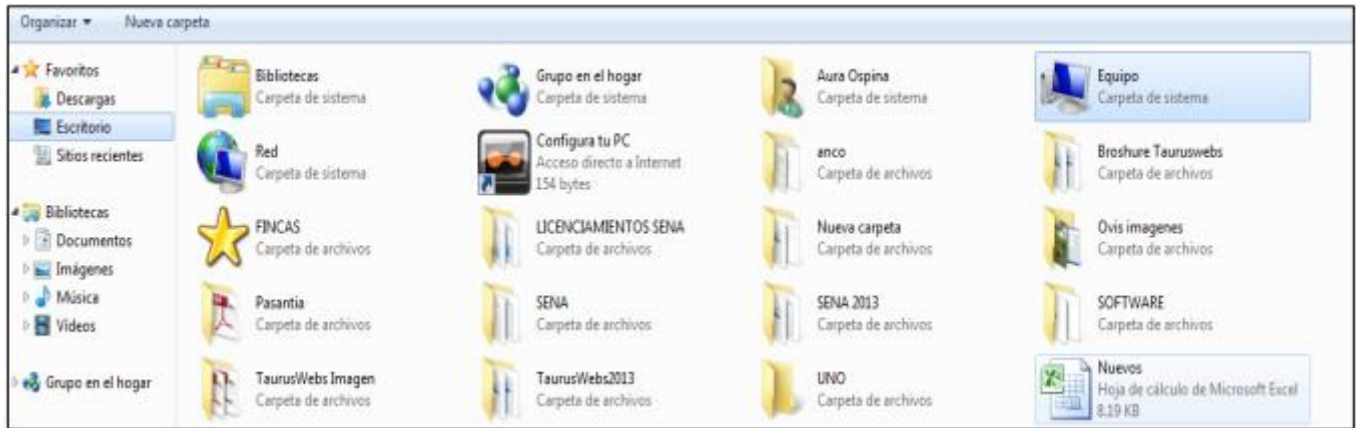 Organizar Nueva carpeta
Favoritos
Descargas
Escritorio
Sitios recientes
Bibliotecas
Documentos
Imágenes
Música
Vídeos
Grupo en el hogar
Bibliotecas
Carpeta de sistema
Grupo en el hogar
Carpeta de sistema
Aura Ospina
Carpeta de sistema
Equipo
Carpeta de sistema
Red
Carpeta de sistema
Configura tu PC
Acceso directo a Internet
154 bytes
anco
Carpeta de archivos
Broshure Tauruswebs
Carpeta de archivos
FINCAS
Carpeta de archivos
LICENCIAMIENTOS SENA
Carpeta de archivos
Nueva carpeta
Carpeta de archivos
Ovis imagenes
Carpeta de archivos
Pasantia
Carpeta de archivos
SENA
Carpeta de archivos
SENA 2013
Carpeta de archivos
SOFTWARE
Carpeta de archivos
TaurusWebs Imagen
Carpeta de archivos
TaurusWebs2013
Carpeta de archivos
UNO
Carpeta de archivos
Nuevos
Hoja de cálculo de Microsoft Excel
8.19 KB